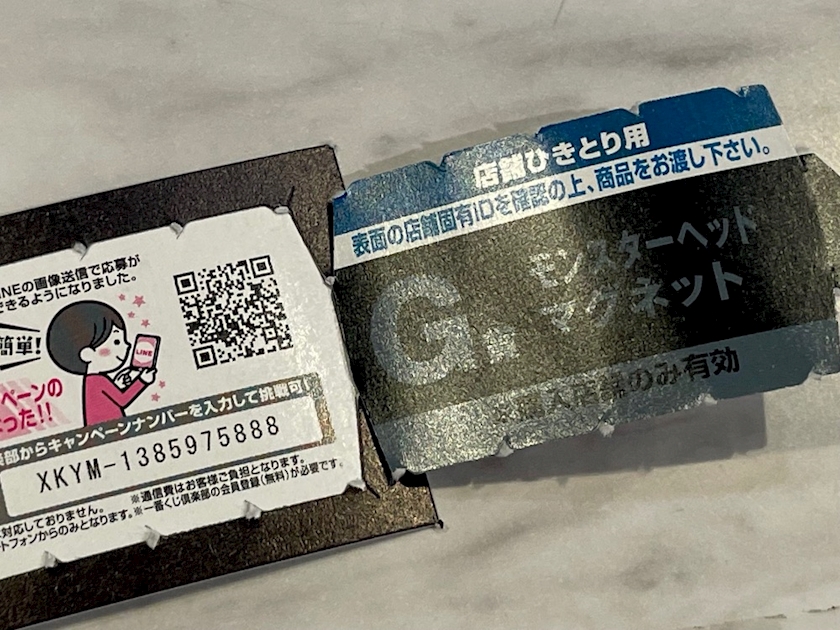 INEの画像送信で応募が
できるようになりました。
簡単!
LINE
ペーンの
った!!
部からキャンペーンナンバーを入力して挑戦可!
XKYM-1385975888
※通信費はお客様ご負担となります。
対応しておりません。
トフォンからのみとなります。※一番くじ倶楽部の会員登録(無料)が必要です。
店舗ひきとり用
表面の店舗固有IDを確認の上、商品をお渡し下さい。
G賞
モンスターヘッド
マグネット
購入店舗のみ有効